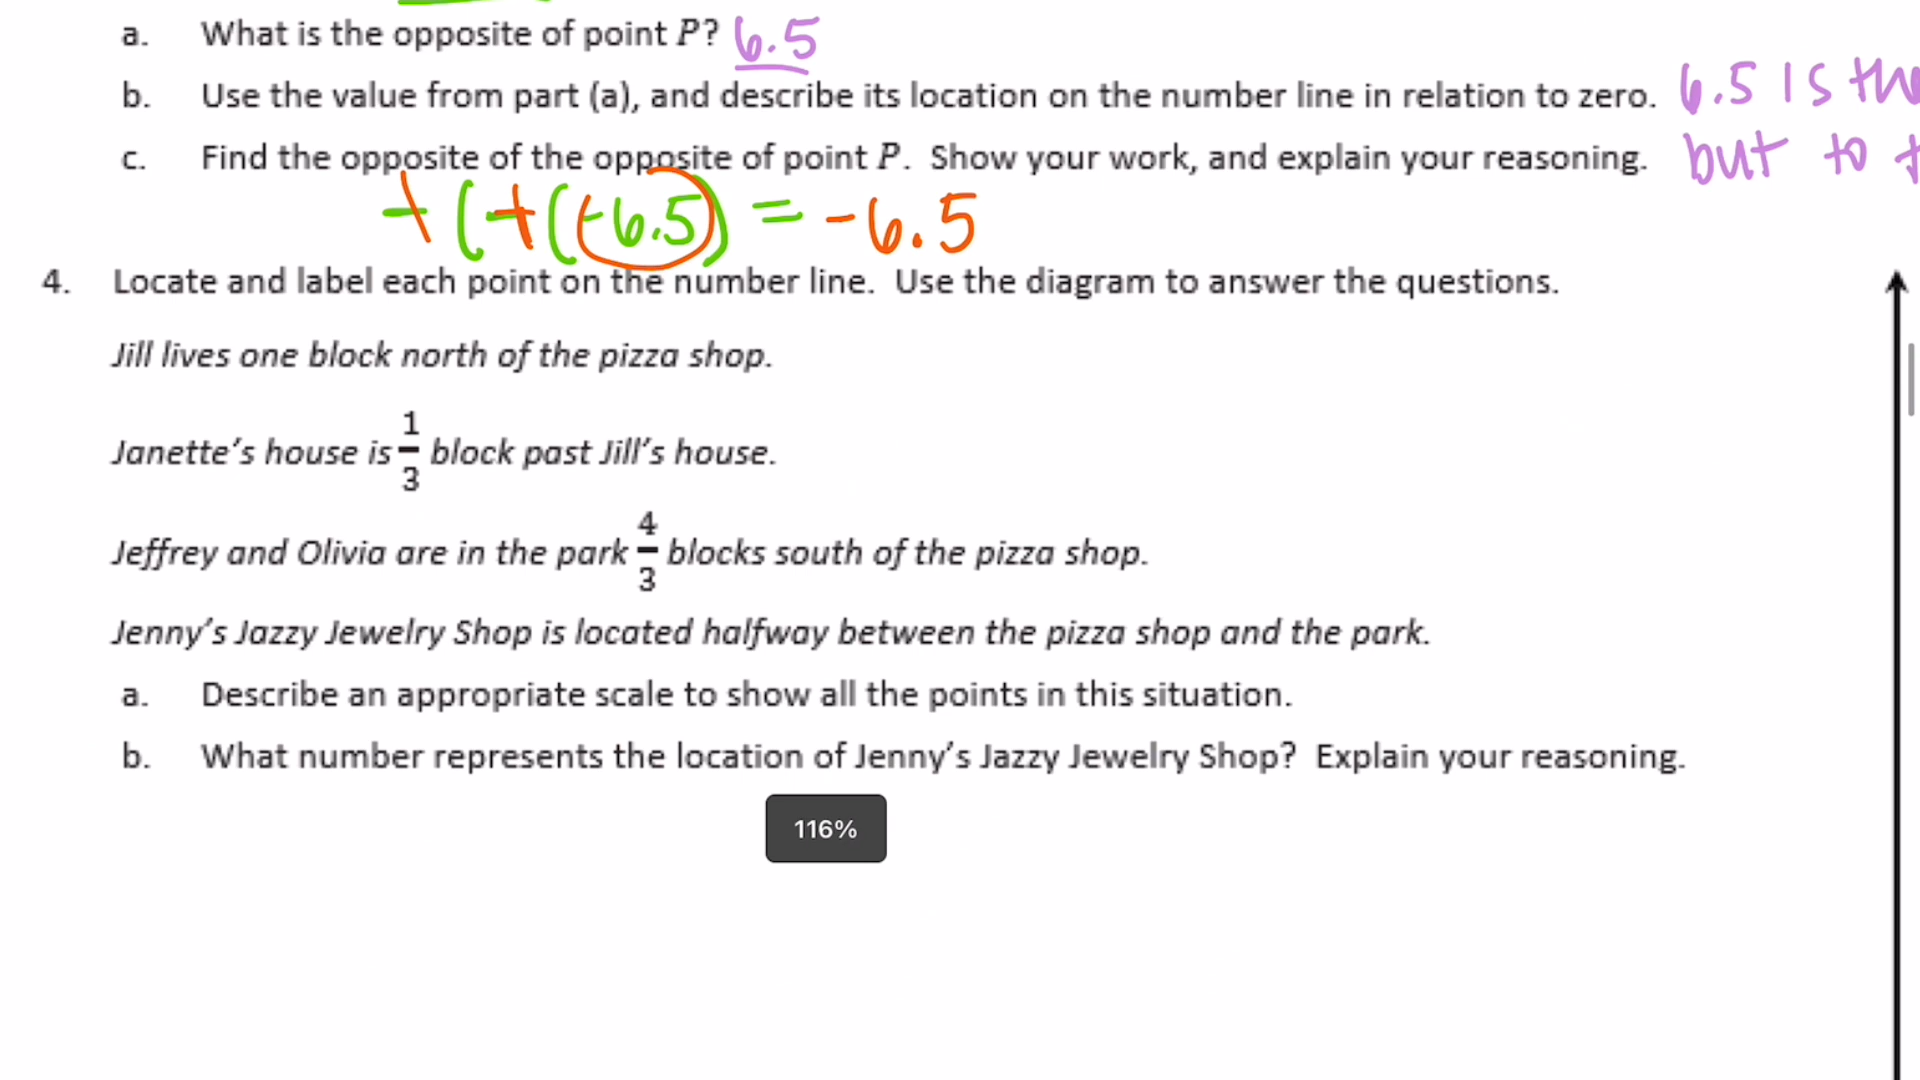 a. What is the opposite of point P? 6.5
b. Use the value from part (a), and describe its location on the number line in relation to zero. 6.5 is the
c. Find the opposite of the opposite of point P. Show your work, and explain your reasoning. but to
+(+(-6.5) = -6.5
4. Locate and label each point on the number line. Use the diagram to answer the questions.
Jill lives one block north of the pizza shop.
Janette's house is 1/3 block past Jill's house.
Jeffrey and Olivia are in the park 4/3 blocks south of the pizza shop.
Jenny's Jazzy Jewelry Shop is located halfway between the pizza shop and the park.
a. Describe an appropriate scale to show all the points in this situation.
b. What number represents the location of Jenny's Jazzy Jewelry Shop? Explain your reasoning.
116%